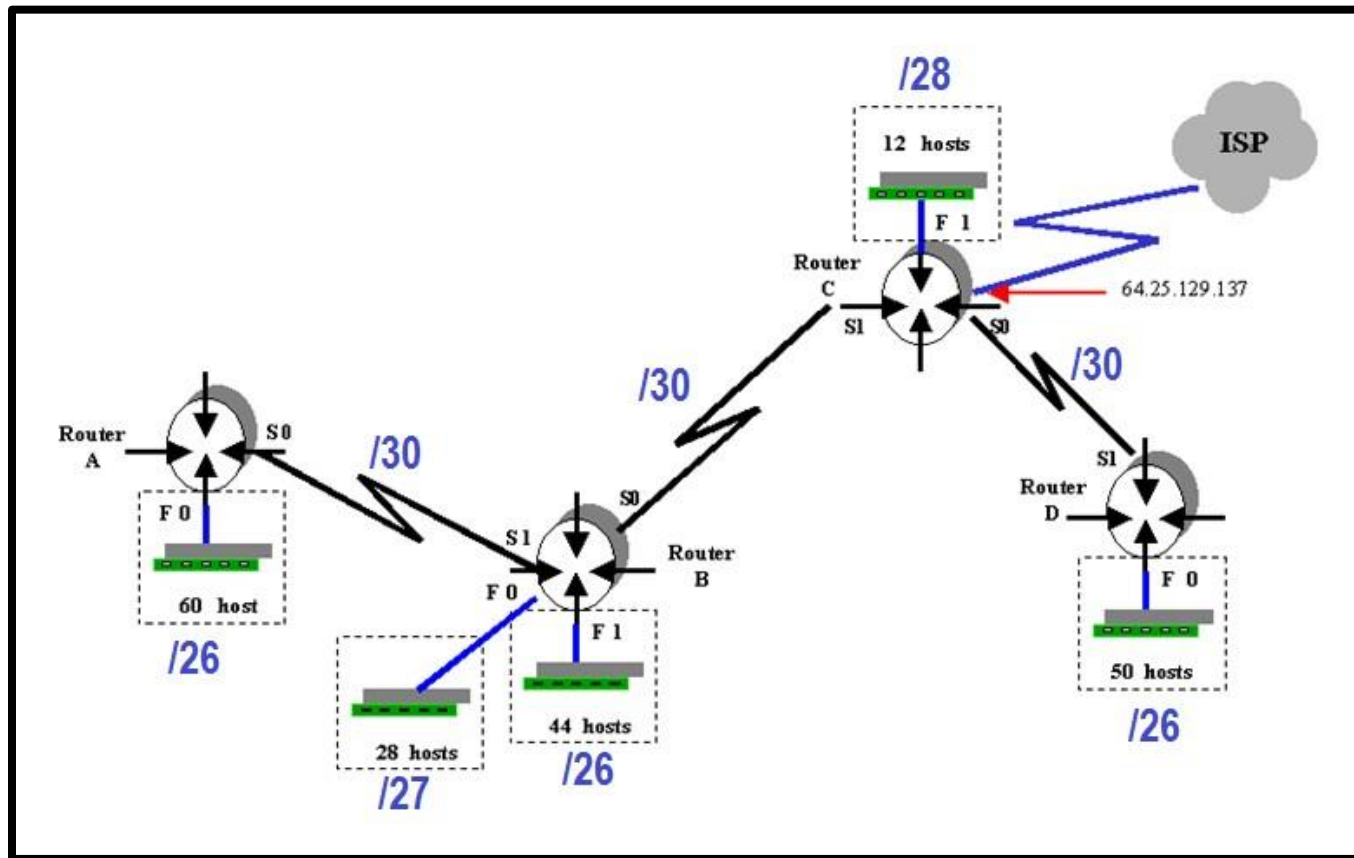 /28
12 hosts
ISP
F 1
Router
C
64.25.129.137
S1
S0
/30
/30
Router
A
S0
/30
S1
Router
D
F 0
S0
S1
Router
B
F 0
F 0
60 host
F 1
50 hosts
/26
28 hosts
44 hosts
/26
/27
/26